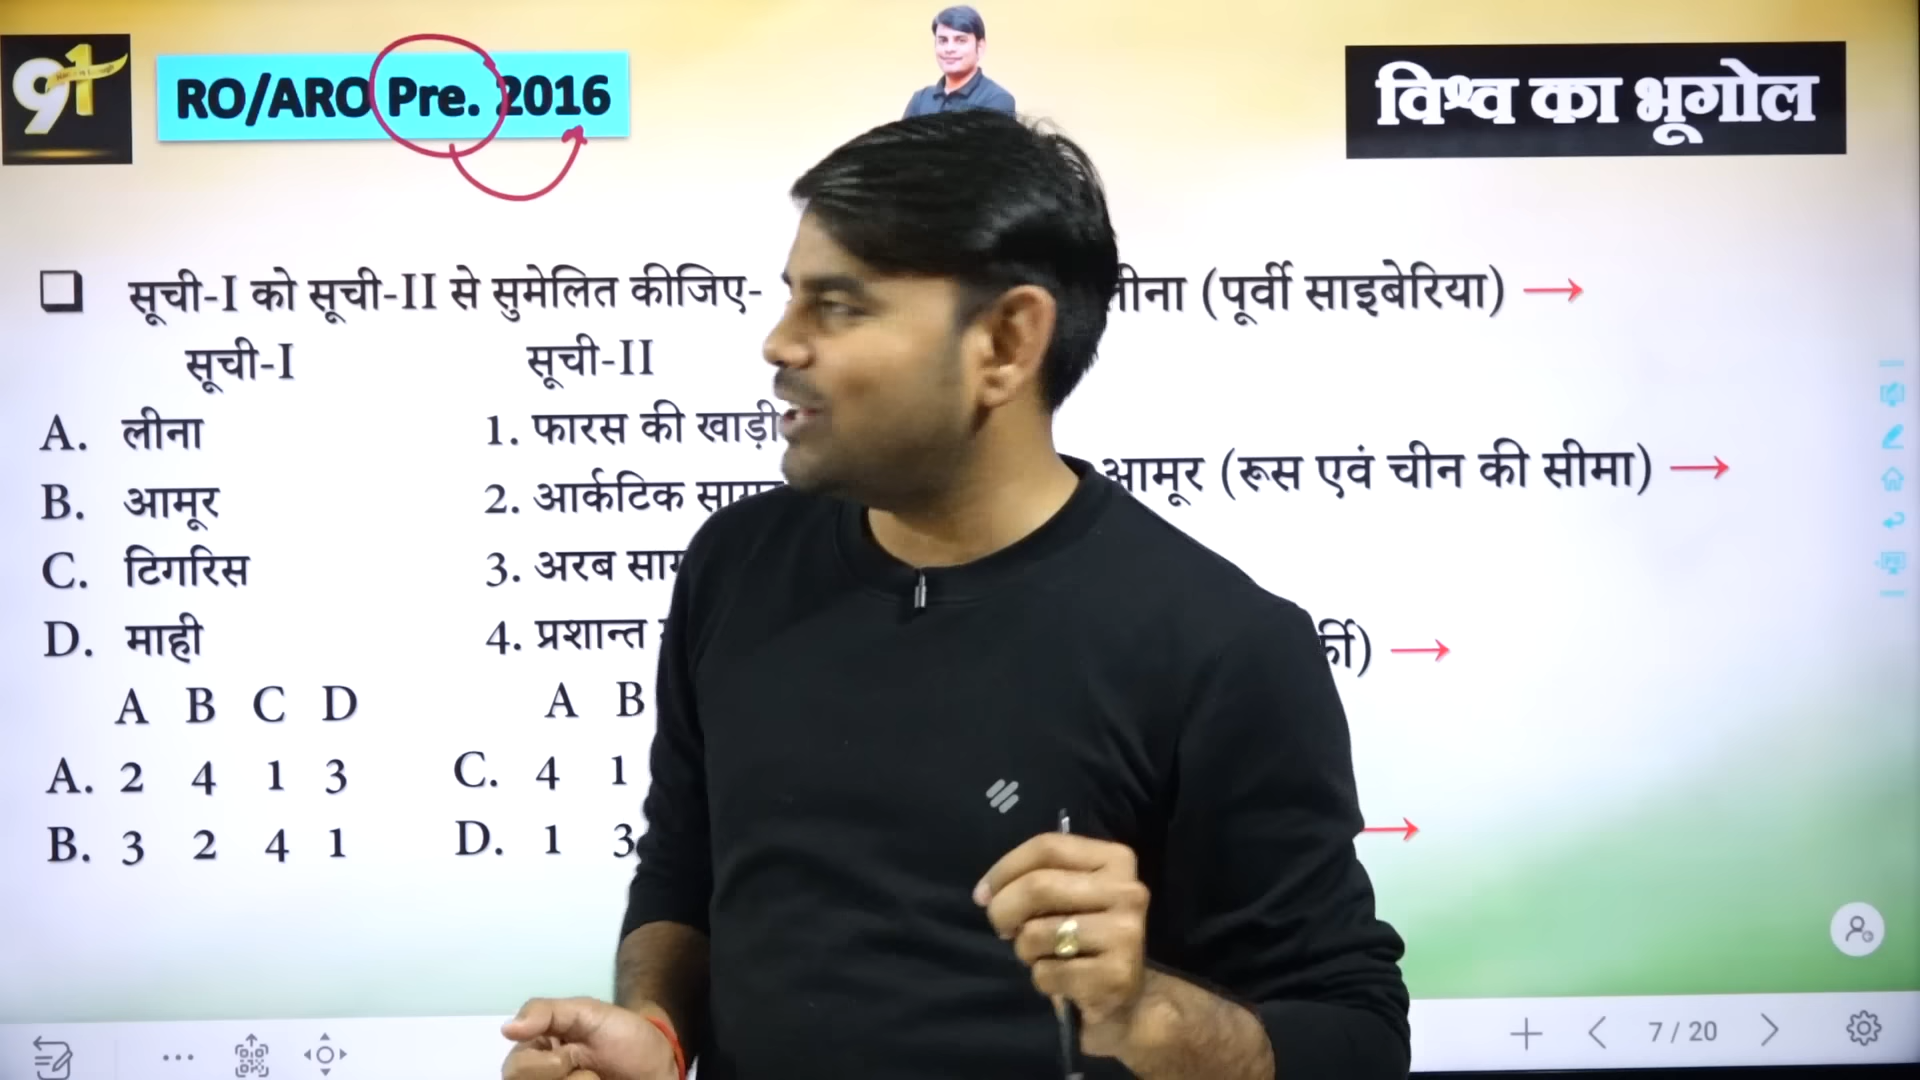 91
RO/ARO Pre. 2016
विश्व का भूगोल
सूची-I को सूची-II से सुमेलित कीजिए-
सूची-I सूची-II
A. लीना 1. फारस की खाड़ी
B. आमूर 2. आर्कटिक
C. टिगरिस 3. अरब
D. माही 4. प्रशान्त
A B C D A B
A. 2 4 1 3 C. 4 1
B. 3 2 4 1 D. 1 3
(पूर्वी साइबेरिया) →
आमूर (रूस एवं चीन की सीमा) →
→
→
7 / 20